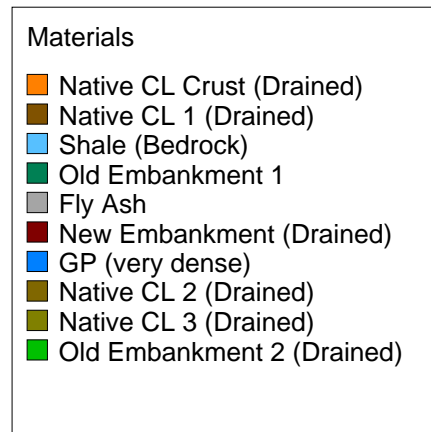 Materials
Native CL Crust (Drained)
Native CL 1 (Drained)
Shale (Bedrock)
Old Embankment 1
Fly Ash
New Embankment (Drained)
GP (very dense)
Native CL 2 (Drained)
Native CL 3 (Drained)
Old Embankment 2 (Drained)